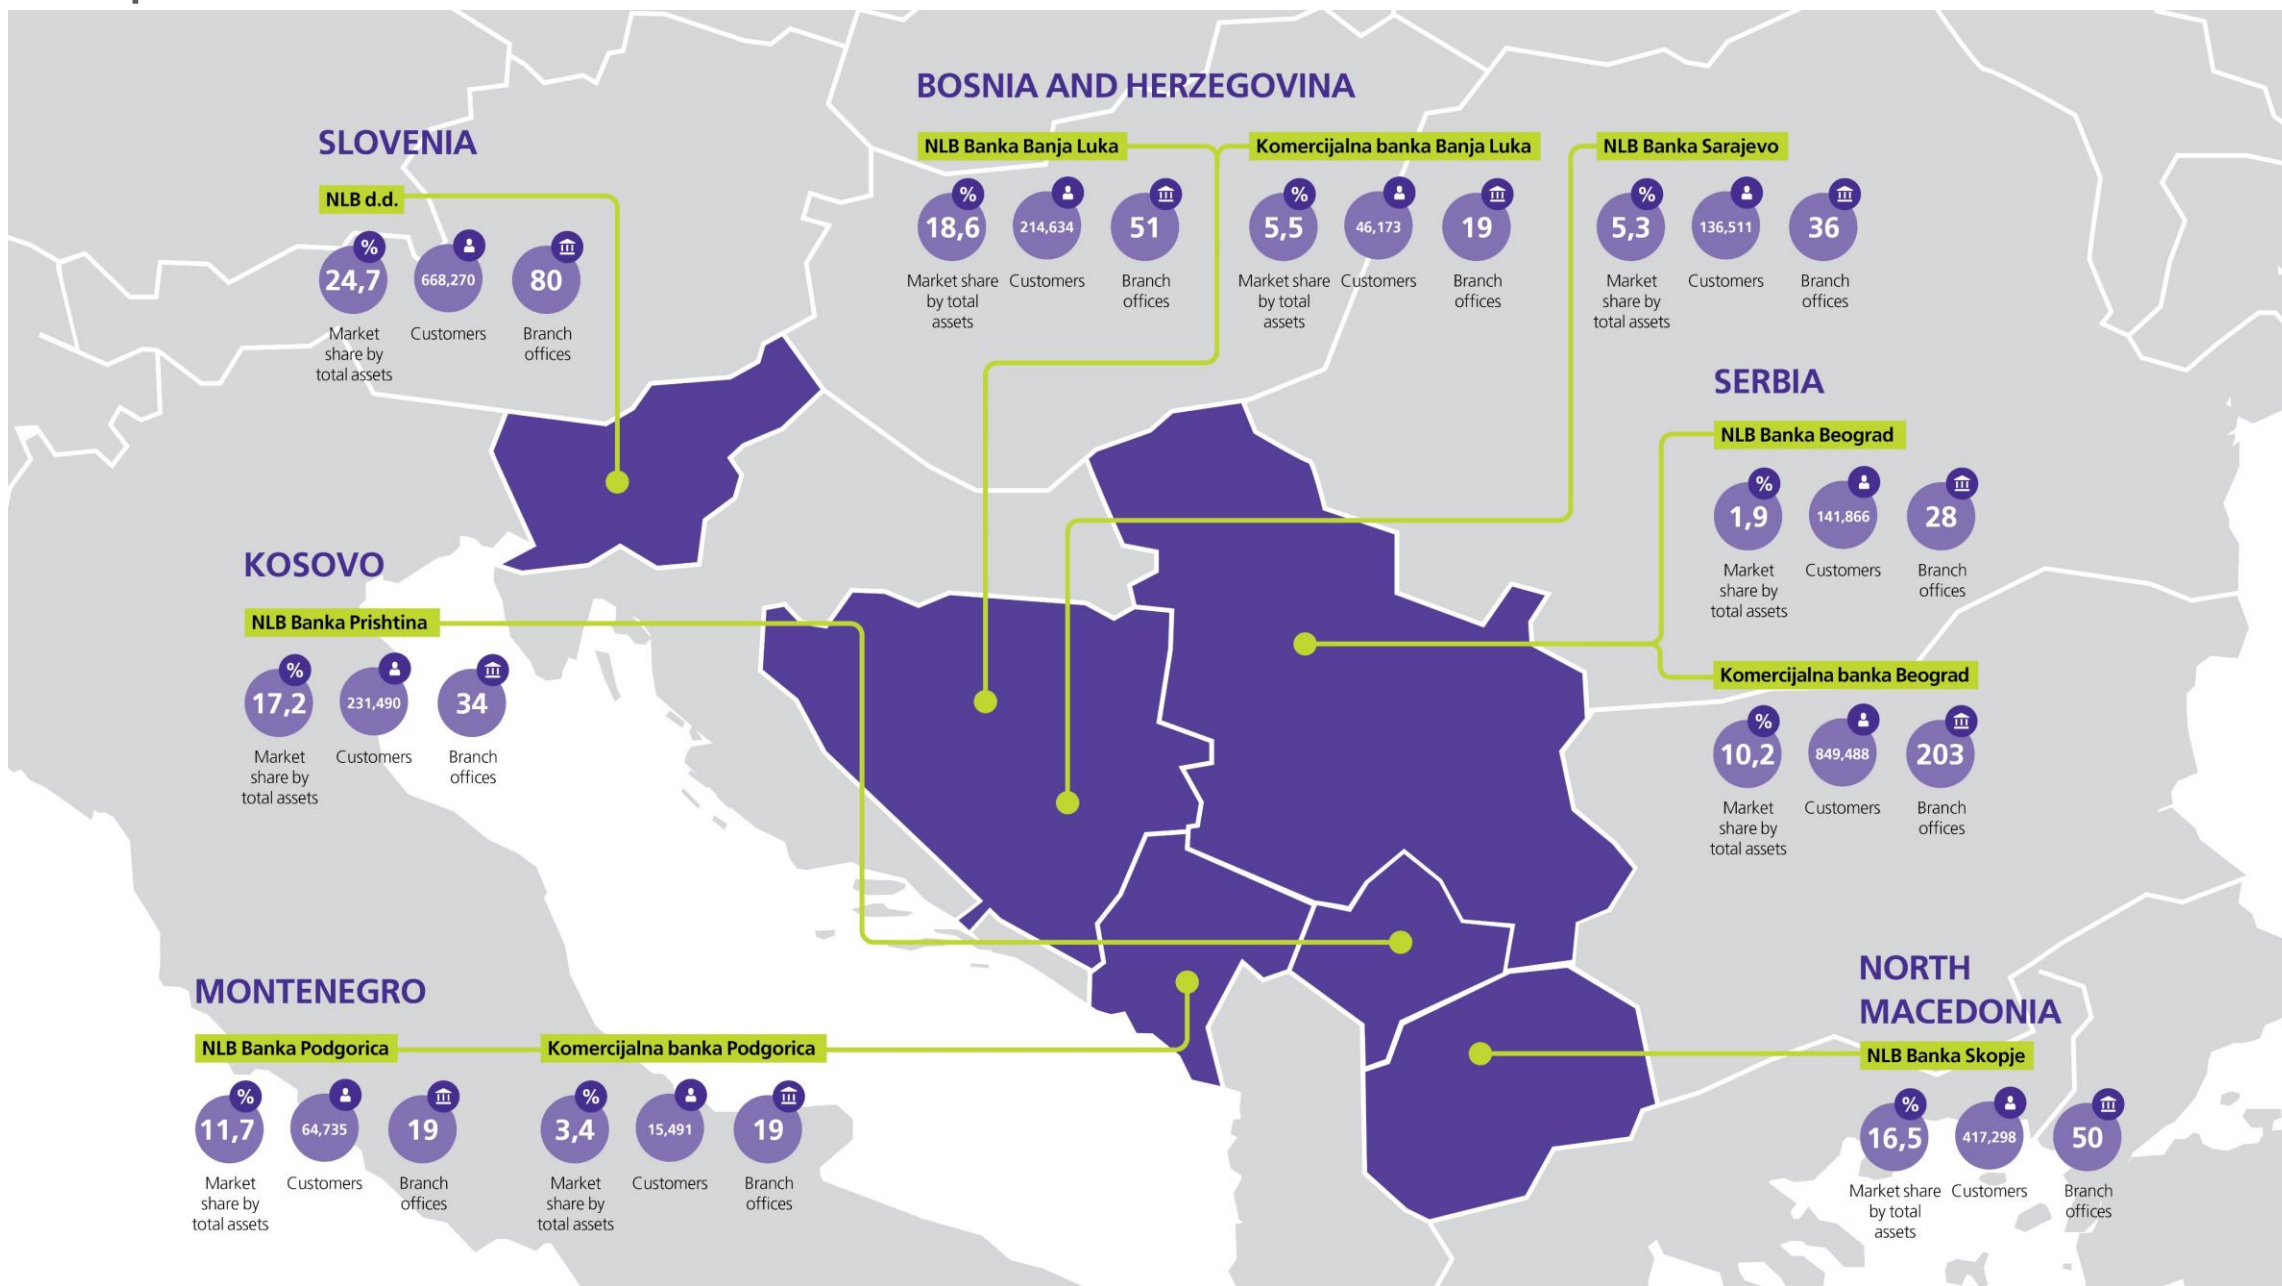 SLOVENIA
NLB d.d.
%
24,7
668,270
80
Market
share by
total assets
Customers
Branch
offices
BOSNIA AND HERZEGOVINA
NLB Banka Banja Luka
%
18,6
214,634
51
Market share
by total
assets
Customers
Branch
offices
Komercijalna banka Banja Luka
%
5,5
46,173
19
Market share
by total
assets
Customers
Branch
offices
NLB Banka Sarajevo
%
5,3
136,511
36
Market
share by
total assets
Customers
Branch
offices
SERBIA
NLB Banka Beograd
%
1,9
141,866
28
Market
share by
total assets
Customers
Branch
offices
Komercijalna banka Beograd
%
10,2
849,488
203
Market
share by
total assets
Customers
Branch
offices
KOSOVO
NLB Banka Prishtina
%
17,2
231,490
34
Market
share by
total assets
Customers
Branch
offices
MONTENEGRO
NLB Banka Podgorica
%
11,7
64,735
19
Market
share by
total assets
Customers
Branch
offices
Komercijalna banka Podgorica
%
3,4
15,491
19
Market
share by
total assets
Customers
Branch
offices
NORTH
MACEDONIA
NLB Banka Skopje
%
16,5
417,298
50
Market share
by total
assets
Customers
Branch
offices